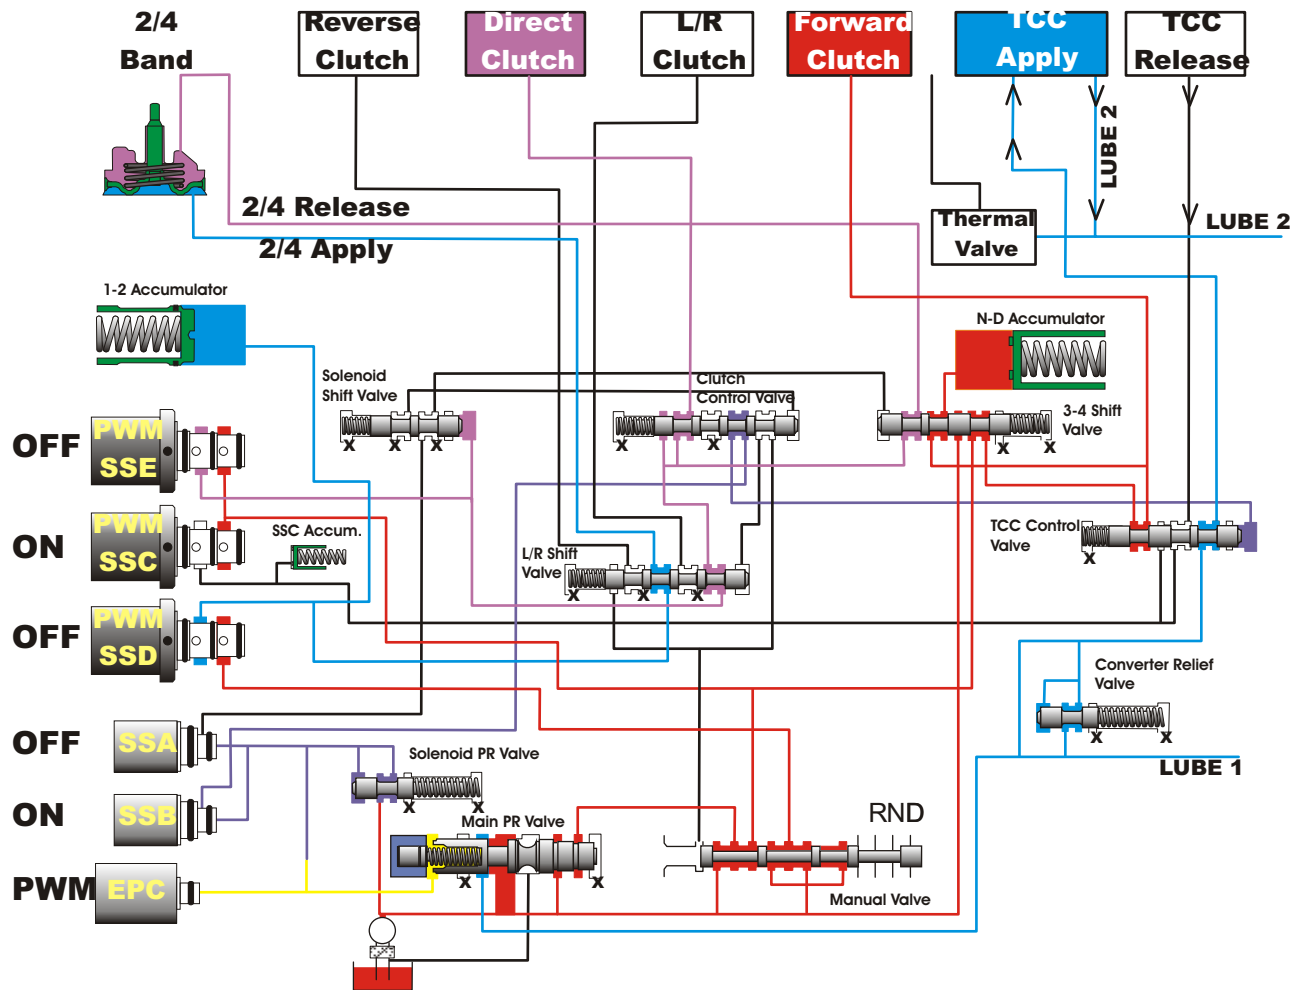 2/4
Band
Reverse
Clutch
Direct
Clutch
L/R
Clutch
Forward
Clutch
TCC
Apply
TCC
Release
LUBE 2
2/4 Release
2/4 Apply
Thermal
Valve
LUBE 2
1-2 Accumulator
N-D Accumulator
Solenoid
Shift Valve
Clutch
Control Valve
3-4 Shift
Valve
X X X
X
X
X X
OFF
PWM
SSE
ON
PWM
SSC
SSC Accum.
L/R Shift
Valve
TCC Control
Valve
X
X X X
OFF
PWM
SSD
Converter Relief
Valve
X X
OFF
SSA
Solenoid PR Valve
LUBE 1
ON
SSB
X X
Main PR Valve
RND
PWM
EPC
X X
Manual Valve